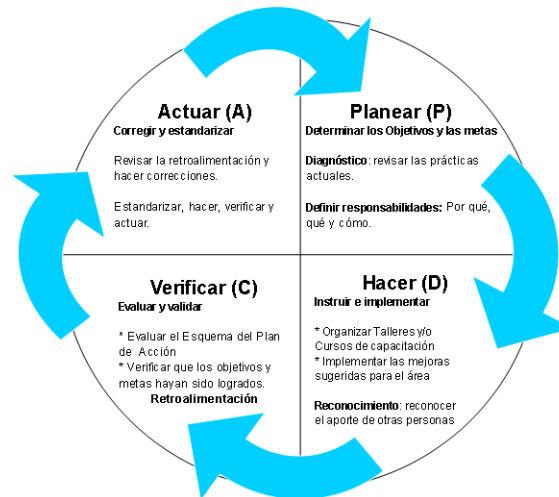 Actuar (A)
Corregir y estandarizar
Revisar la retroalimentación y
hacer correcciones.
Estandarizar, hacer, verificar y
actuar.
Planear (P)
Determinar los Objetivos y las metas
Diagnóstico: revisar las prácticas
actuales.
Definir responsabilidades: Por qué,
qué y cómo.
Verificar (C)
Evaluar y validar
* Evaluar el Esquema del Plan
de Acción
* Verificar que los objetivos y
metas hayan sido logrados.
Retroalimentación
Hacer (D)
Instruir e implementar
* Organizar Talleres y/o
Cursos de capacitación
* Implementar las mejoras
sugeridas para el área
Reconocimiento: reconocer
el aporte de otras personas